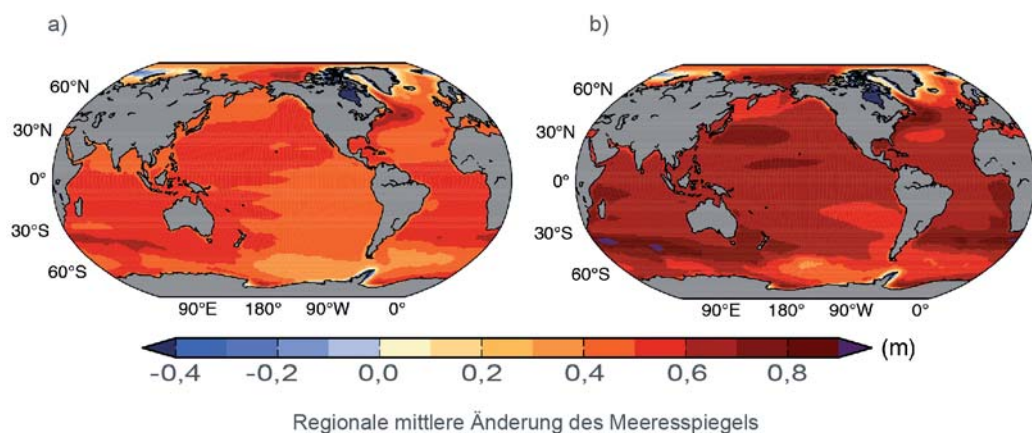 a) b)
60°N 60°N
30°N 30°N
0° 0°
30°S 30°S
60°S 60°S
90°E 180° 90°W 0° 90°E 180° 90°W 0°
(m)
-0,4 -0,2 0,0 0,2 0,4 0,6 0,8
Regionale mittlere Änderung des Meeresspiegels